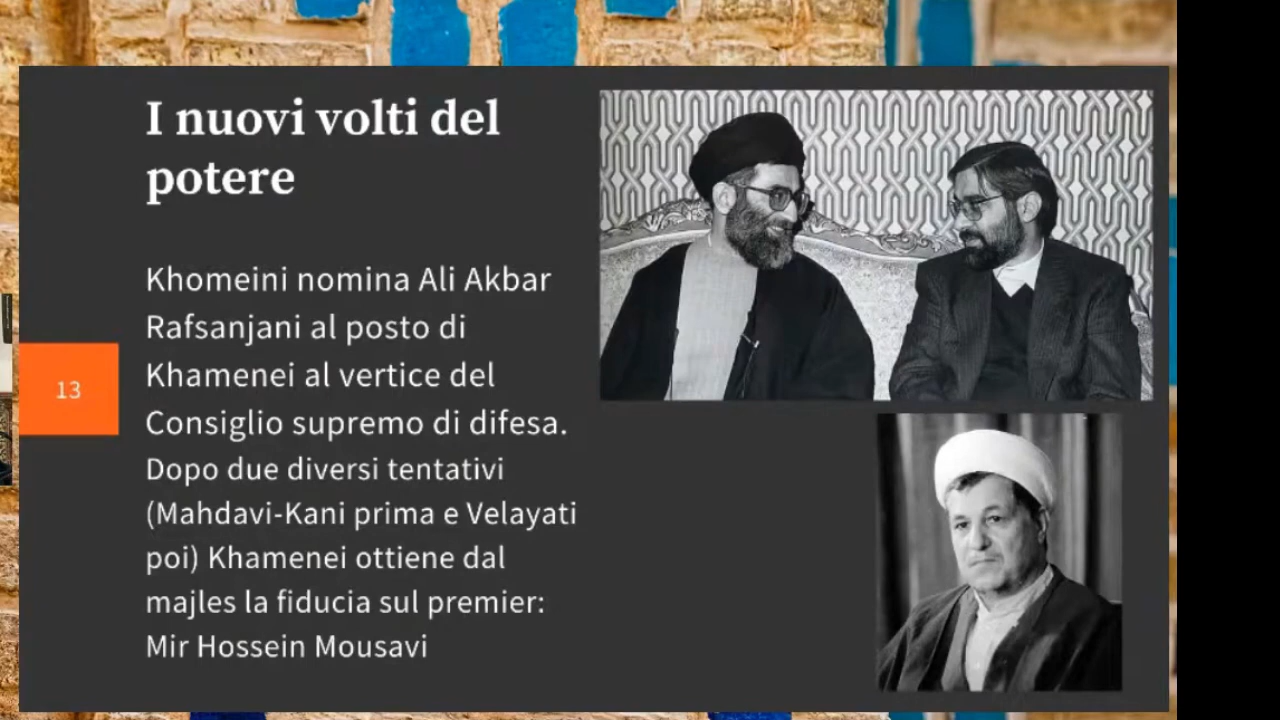 I nuovi volti del
potere
Khomeini nomina Ali Akbar
Rafsanjani al posto di
Khamenei al vertice del
13
Consiglio supremo di difesa.
Dopo due diversi tentativi
(Mahdavi-Kani prima e Velayati
poi) Khamenei ottiene dal
majles la fiducia sul premier:
Mir Hossein Mousavi